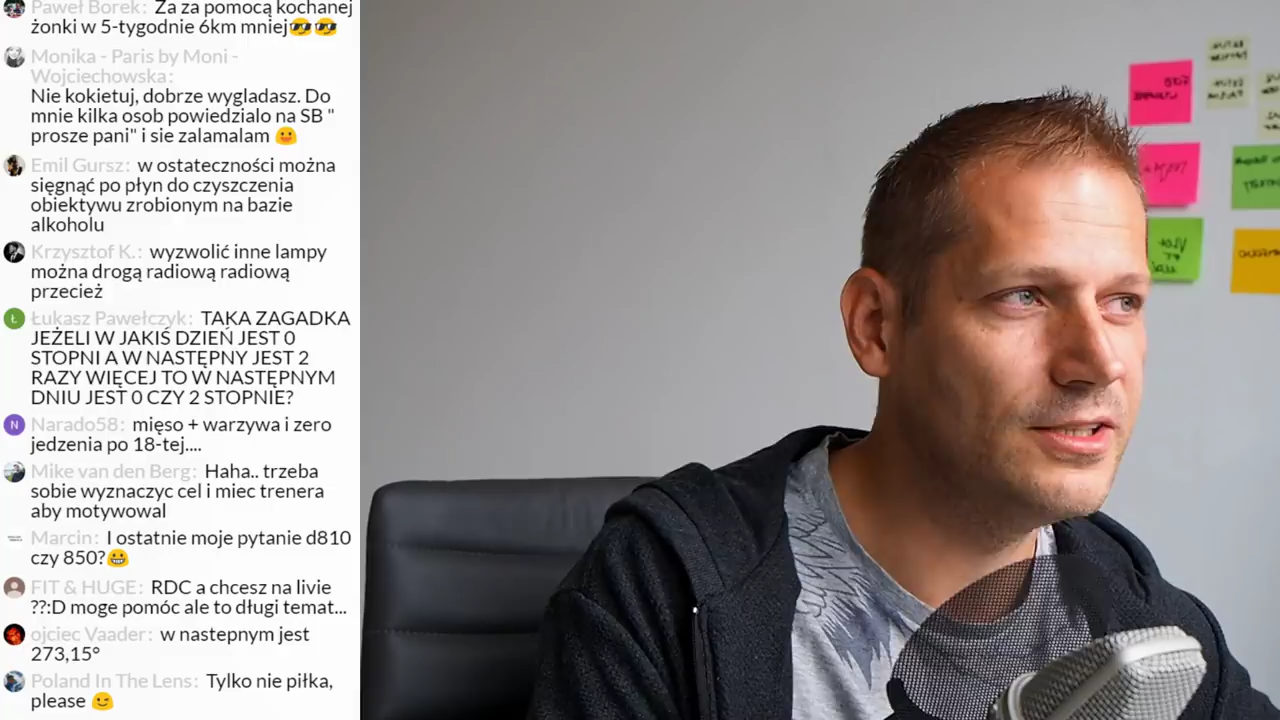 Paweł Borek: Za za pomocą kochanej
żonki w 5-tygodnie 6km mniej😎😎
Monika - Paris by Moni -
Wojciechowska:
Nie kokietuj, dobrze wygladasz. Do
mnie kilka osob powiedzialo na SB "
prosze pani" i sie zalamalam 😛
Emil Gursz: w ostateczności można
sięgnąć po płyn do czyszczenia
obiektywu zrobionym na bazie
alkoholu
Krzysztof K.: wyzwolić inne lampy
można drogą radiową radiową
przecież
Ł Łukasz Pawełczyk: TAKA ZAGADKA
JEŻELI W JAKIŚ DZIEŃ JEST 0
STOPNI A W NASTĘPNY JEST 2
RAZY WIĘCEJ TO W NASTĘPNYM
DNIU JEST 0 CZY 2 STOPNIE?
N Narado58: mięso + warzywa i zero
jedzenia po 18-tej....
Mike van den Berg: Haha.. trzeba
sobie wyznaczyc cel i miec trenera
aby motywował
Marcin: I ostatnie moje pytanie d810
czy 850?😀
FIT & HUGE: RDC a chcesz na livie
??:D moge pomóc ale to długi temat...
ojciec Vaader: w nastepnym jest
273,15°
Poland In The Lens: Tylko nie piłka,
please 😉